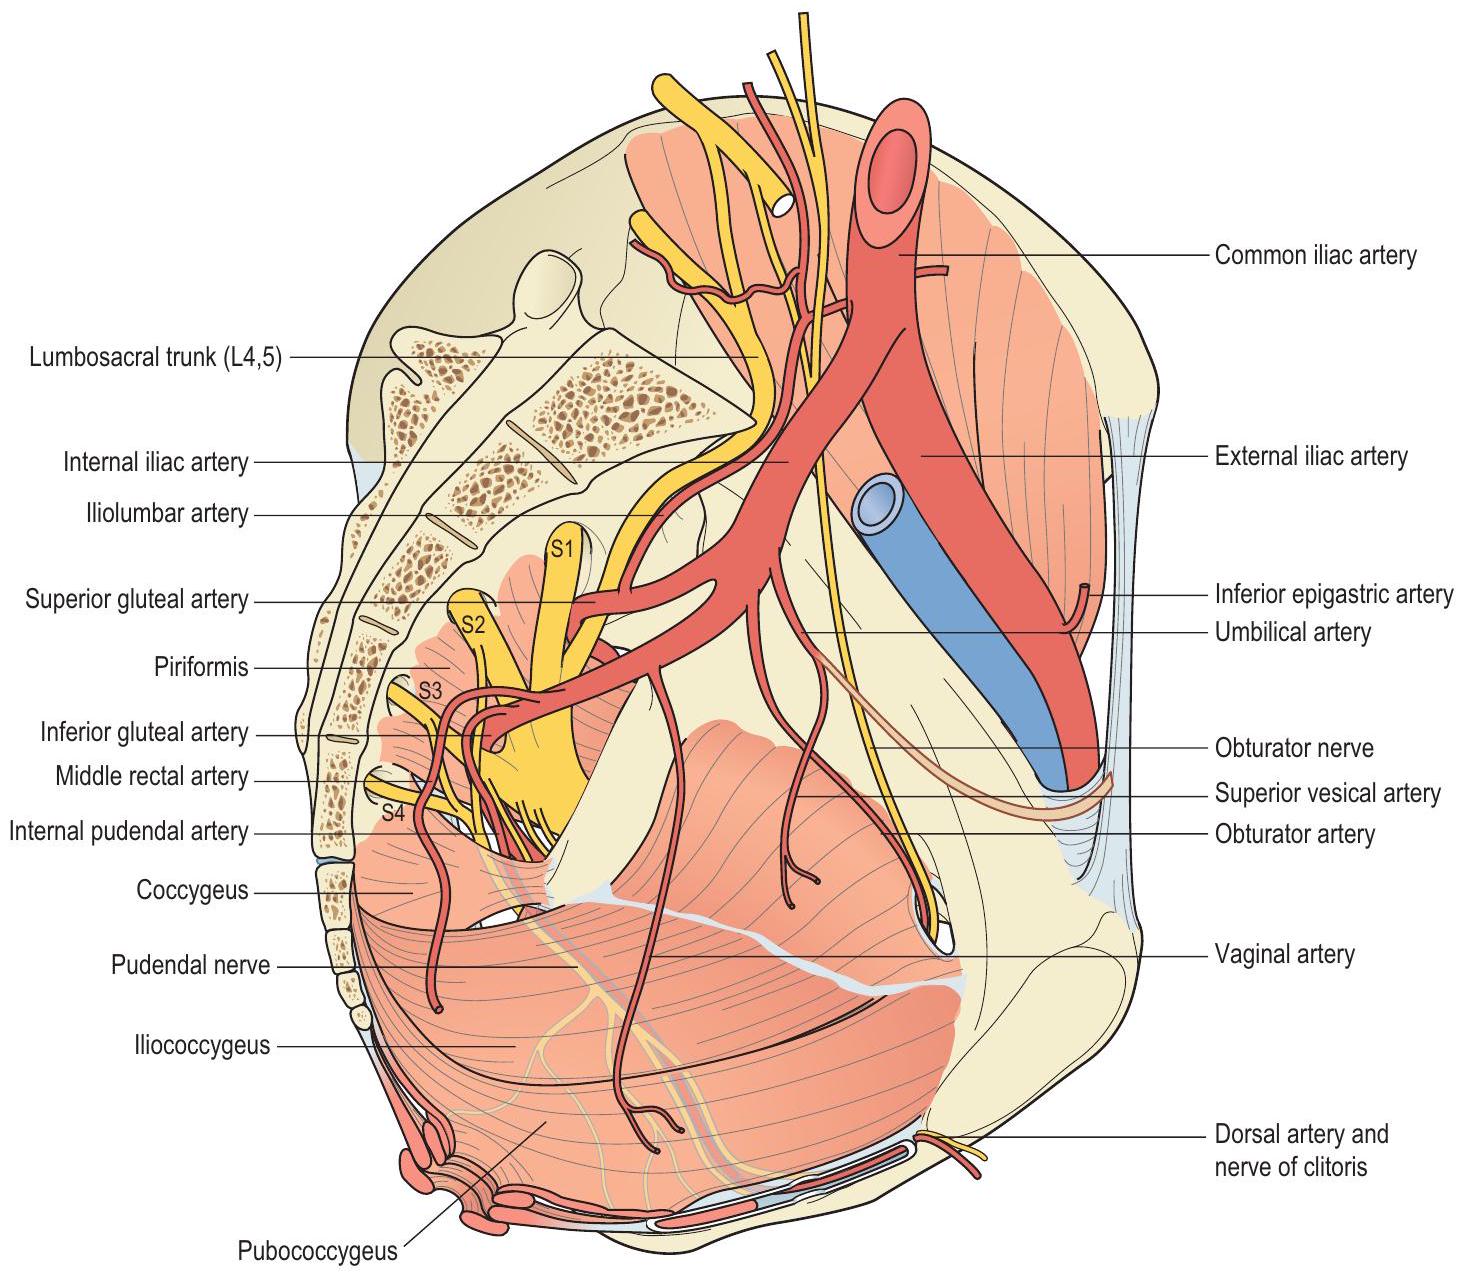 Common iliac artery
Lumbosacral trunk (L4,5)
Internal iliac artery
External iliac artery
Iliolumbar artery
S1
Superior gluteal artery
Inferior epigastric artery
S2
Umbilical artery
Piriformis
S3
Inferior gluteal artery
Obturator nerve
Middle rectal artery
Superior vesical artery
S4
Internal pudendal artery
Obturator artery
Coccygeus
Vaginal artery
Pudendal nerve
Iliococcygeus
Dorsal artery and
nerve of clitoris
Pubococcygeus